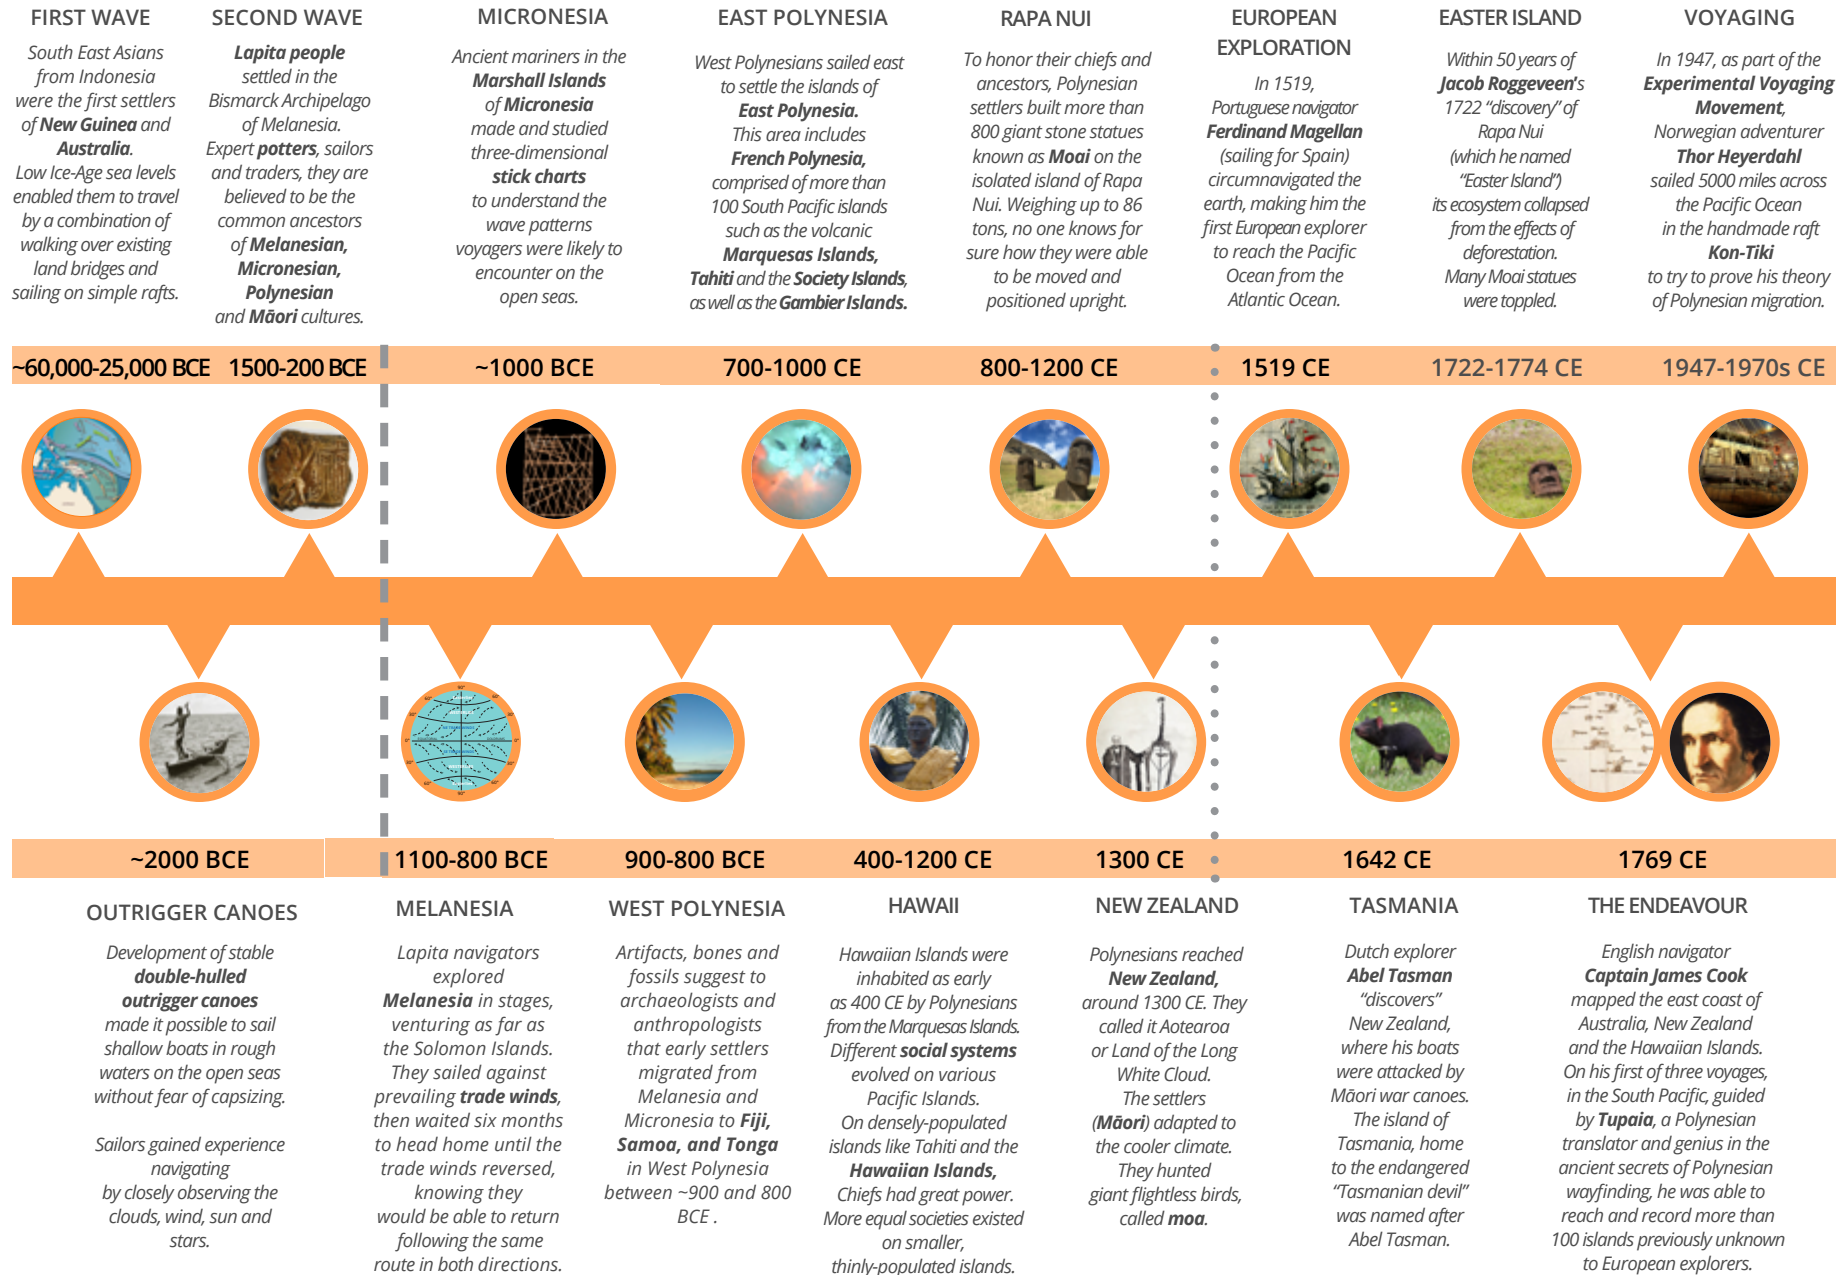 FIRST WAVE
South East Asians
from Indonesia
were the first settlers
of New Guinea and
Australia.
Low Ice-Age sea levels
enabled them to travel
by a combination of
walking over existing
land bridges and
sailing on simple rafts.
SECOND WAVE
Lapita people
settled in the
Bismarck Archipelago
of Melanesia.
Expert potters, sailors
and traders, they are
believed to be the
common ancestors
of Melanesian,
Micronesian,
Polynesian
and Māori cultures.
MICRONESIA
Ancient mariners in the
Marshall Islands
of Micronesia
made and studied
three-dimensional
stick charts
to understand the
wave patterns
voyagers were likely to
encounter on the
open seas.
EAST POLYNESIA
West Polynesians sailed east
to settle the islands of
East Polynesia.
This area includes
French Polynesia,
comprised of more than
100 South Pacific islands
such as the volcanic
Marquesas Islands,
Tahiti and the Society Islands,
as well as the Gambier Islands.
RAPA NUI
To honor their chiefs and
ancestors, Polynesian
settlers built more than
800 giant stone statues
known as Moai on the
isolated island of Rapa
Nui. Weighing up to 86
tons, no one knows for
sure how they were able
to be moved and
positioned upright.
EUROPEAN
EXPLORATION
In 1519,
Portuguese navigator
Ferdinand Magellan
(sailing for Spain)
circumnavigated the
earth, making him the
first European explorer
to reach the Pacific
Ocean from the
Atlantic Ocean.
EASTER ISLAND
Within 50 years of
Jacob Roggeveen's
1722 “discovery” of
Rapa Nui
(which he named
“Easter Island”)
its ecosystem collapsed
from the effects of
deforestation.
Many Moai statues
were toppled.
VOYAGING
In 1947, as part of the
Experimental Voyaging
Movement,
Norwegian adventurer
Thor Heyerdahl
sailed 5000 miles across
the Pacific Ocean
in the handmade raft
Kon-Tiki
to try to prove his theory
of Polynesian migration.
~60,000-25,000 BCE
1500-200 BCE
~1000 BCE
700-1000 CE
800-1200 CE
1519 CE
1722-1774 CE
1947-1970s CE
~2000 BCE
1100-800 BCE
900-800 BCE
400-1200 CE
1300 CE
1642 CE
1769 CE
OUTRIGGER CANOES
Development of stable
double-hulled
outrigger canoes
made it possible to sail
shallow boats in rough
waters on the open seas
without fear of capsizing.
Sailors gained experience
navigating
by closely observing the
clouds, wind, sun and
stars.
MELANESIA
Lapita navigators
explored
Melanesia in stages,
venturing as far as
the Solomon Islands.
They sailed against
prevailing trade winds,
then waited six months
to head home until the
trade winds reversed,
knowing they
would be able to return
following the same
route in both directions.
WEST POLYNESIA
Artifacts, bones and
fossils suggest to
archaeologists and
anthropologists
that early settlers
migrated from
Melanesia and
Micronesia to Fiji,
Samoa, and Tonga
in West Polynesia
between ~900 and 800
BCE .
HAWAII
Hawaiian Islands were
inhabited as early
as 400 CE by Polynesians
from the Marquesas Islands.
Different social systems
evolved on various
Pacific Islands.
On densely-populated
islands like Tahiti and the
Hawaiian Islands,
Chiefs had great power.
More equal societies existed
on smaller,
thinly-populated islands.
NEW ZEALAND
Polynesians reached
New Zealand,
around 1300 CE. They
called it Aotearoa
or Land of the Long
White Cloud.
The settlers
(Māori) adapted to
the cooler climate.
They hunted
giant flightless birds,
called moa.
TASMANIA
Dutch explorer
Abel Tasman
“discovers”
New Zealand,
where his boats
were attacked by
Māori war canoes.
The island of
Tasmania, home
to the endangered
“Tasmanian devil”
was named after
Abel Tasman.
THE ENDEAVOUR
English navigator
Captain James Cook
mapped the east coast of
Australia, New Zealand
and the Hawaiian Islands.
On his first of three voyages,
in the South Pacific, guided
by Tupaia, a Polynesian
translator and genius in the
ancient secrets of Polynesian
wayfinding, he was able to
reach and record more than
100 islands previously unknown
to European explorers.